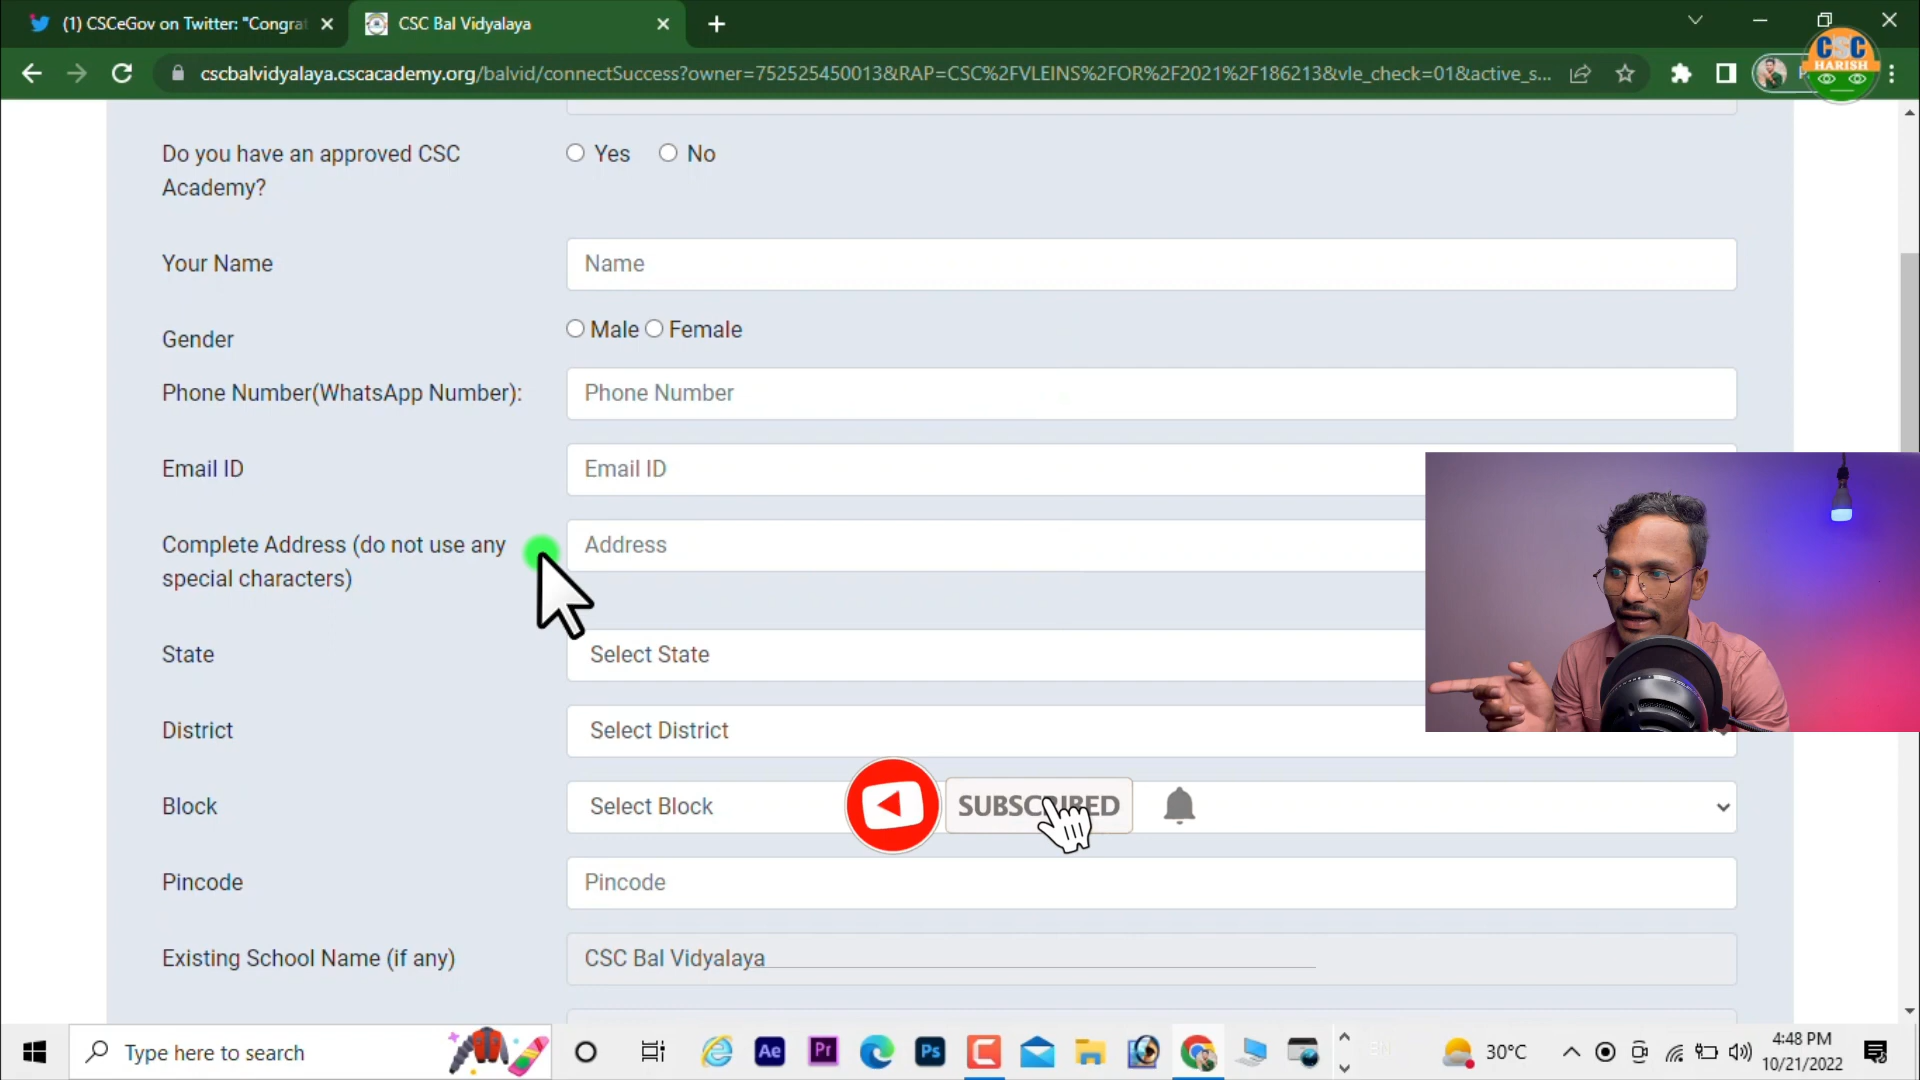 (1) CSCeGov on Twitter: "Congrat
CSC Bal Vidyalaya
cscbalvidyalaya.cscacademy.org/balvid/connectSuccess?owner=752525450013&RAP=CSC%2FVLEINS%2FOR%2F2021%2F186213&vle_check=01&active_s...
CSC
HARISH
Do you have an approved CSC
Academy?
Yes No
Your Name
Name
Gender
Male Female
Phone Number(WhatsApp Number):
Phone Number
Email ID
Email ID
Complete Address (do not use any
special characters)
Address
State
Select State
District
Select District
Block
Select Block
SUBSCRIBED
Pincode
Pincode
Existing School Name (if any)
CSC Bal Vidyalaya
Type here to search
Ae
Pr
Ps
30°C
4:48 PM
10/21/2022